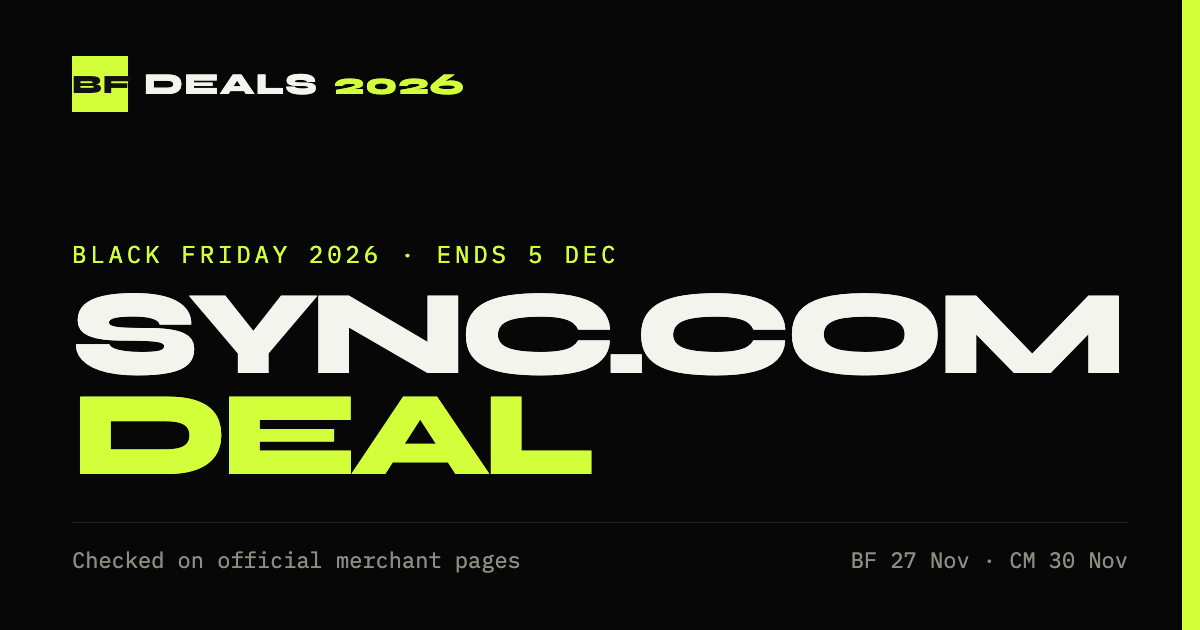 BF DEALS 2026
BLACK FRIDAY 2026 · ENDS 5 DEC
SYNC.COM
DEAL
Checked on official merchant pages
BF 27 Nov · CM 30 Nov